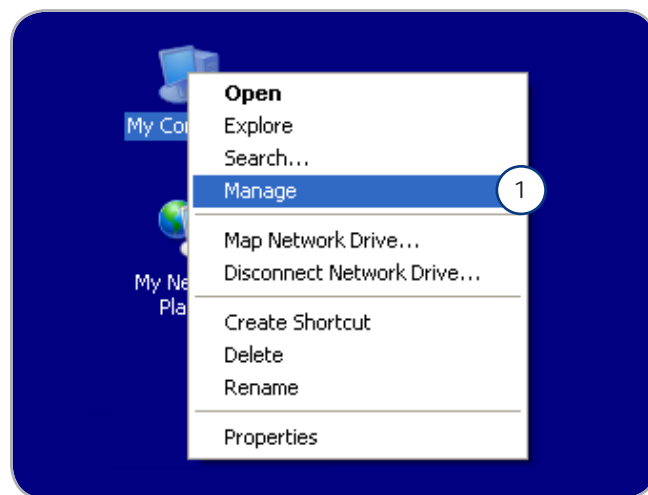 My Co
Open
Explore
Search...
Manage
1
Map Network Drive...
Disconnect Network Drive...
My Ne
Pla
Create Shortcut
Delete
Rename
Properties